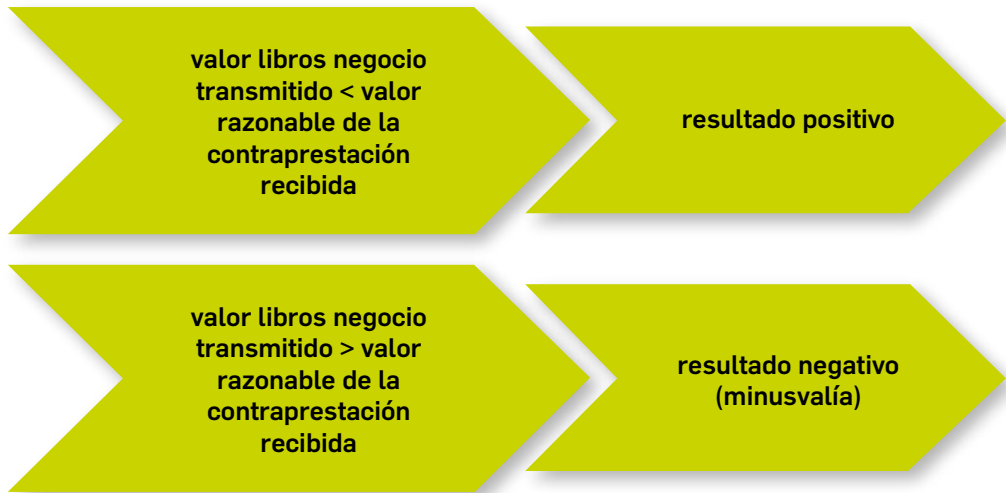 valor libros negocio
transmitido < valor
razonable de la
contraprestación
recibida
resultado positivo
valor libros negocio
transmitido > valor
razonable de la
contraprestación
recibida
resultado negativo
(minusvalía)